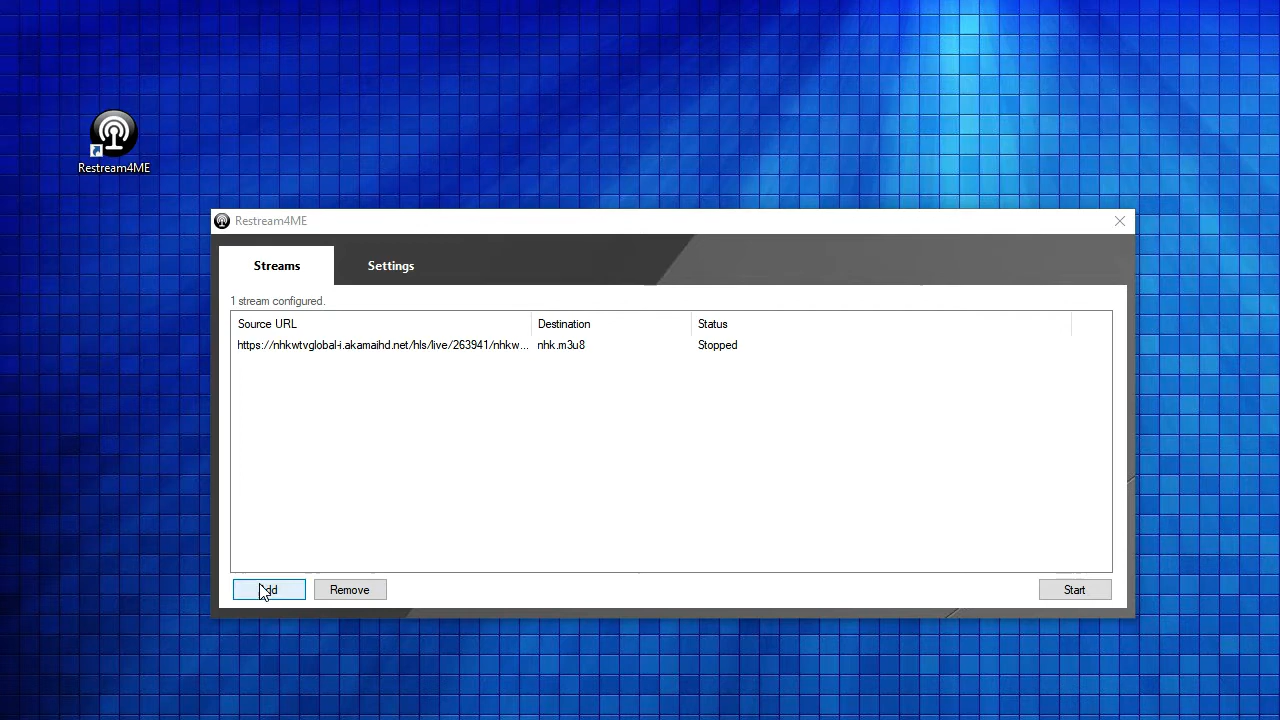 Restream4ME
Restream4ME
Streams
Settings
1 stream configured.
Source URL
Destination
Status
https://nhkwtvglobal-i.akamaihd.net/hls/live/263941/nhkw...
nhk.m3u8
Stopped
Remove
Start